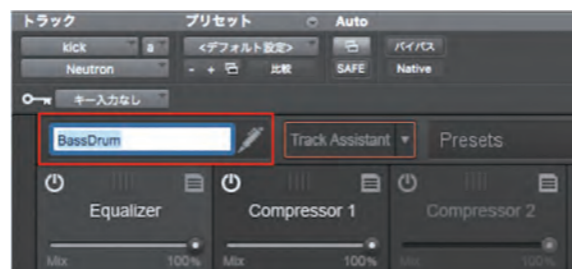 トラック プリセット Auto
kick a <デフォルト設定> バイパス
Neutron - + 比較 SAFE Native
キー入力なし
BassDrum Track Assistant Presets
Equalizer Compressor 1 Compressor 2
Mix 100% Mix 100% Mix 100%